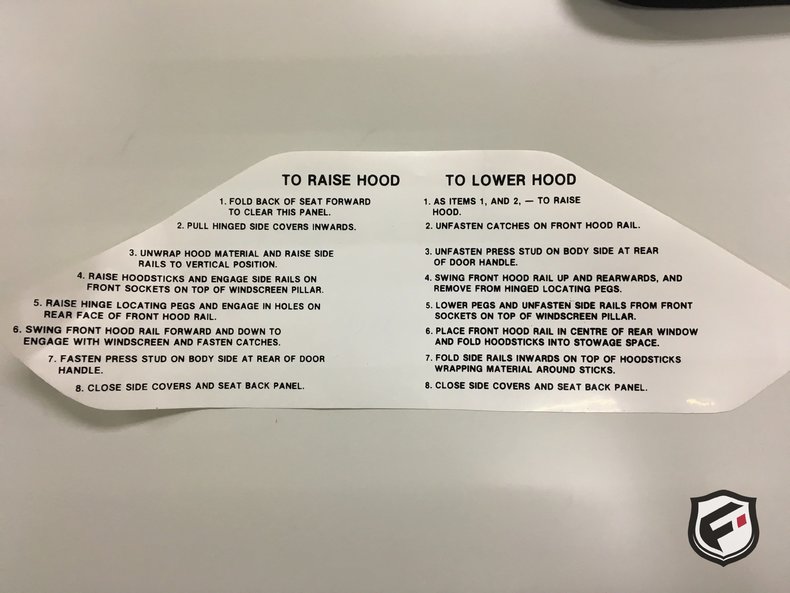 TO RAISE HOOD
1. FOLD BACK OF SEAT FORWARD
TO CLEAR THIS PANEL.
2. PULL HINGED SIDE COVERS INWARDS.
3. UNWRAP HOOD MATERIAL AND RAISE SIDE
RAILS TO VERTICAL POSITION.
4. RAISE HOODSTICKS AND ENGAGE SIDE RAILS ON
FRONT SOCKETS ON TOP OF WINDSCREEN PILLAR.
5. RAISE HINGE LOCATING PEGS AND ENGAGE IN HOLES ON
REAR FACE OF FRONT HOOD RAIL.
6. SWING FRONT HOOD RAIL FORWARD AND DOWN TO
ENGAGE WITH WINDSCREEN AND FASTEN CATCHES.
7. FASTEN PRESS STUD ON BODY SIDE AT REAR OF DOOR
HANDLE.
8. CLOSE SIDE COVERS AND SEAT BACK PANEL.
TO LOWER HOOD
1. AS ITEMS 1, AND 2, — TO RAISE
HOOD.
2. UNFASTEN CATCHES ON FRONT HOOD RAIL.
3. UNFASTEN PRESS STUD ON BODY SIDE AT REAR
OF DOOR HANDLE.
4. SWING FRONT HOOD RAIL UP AND REARWARDS, AND
REMOVE FROM HINGED LOCATING PEGS.
5. LOWER PEGS AND UNFASTEN SIDE RAILS FROM FRONT
SOCKETS ON TOP OF WINDSCREEN PILLAR.
6. PLACE FRONT HOOD RAIL IN CENTRE OF REAR WINDOW
AND FOLD HOODSTICKS INTO STOWAGE SPACE.
7. FOLD SIDE RAILS INWARDS ON TOP OF HOODSTICKS
WRAPPING MATERIAL AROUND STICKS.
8. CLOSE SIDE COVERS AND SEAT BACK PANEL.
F